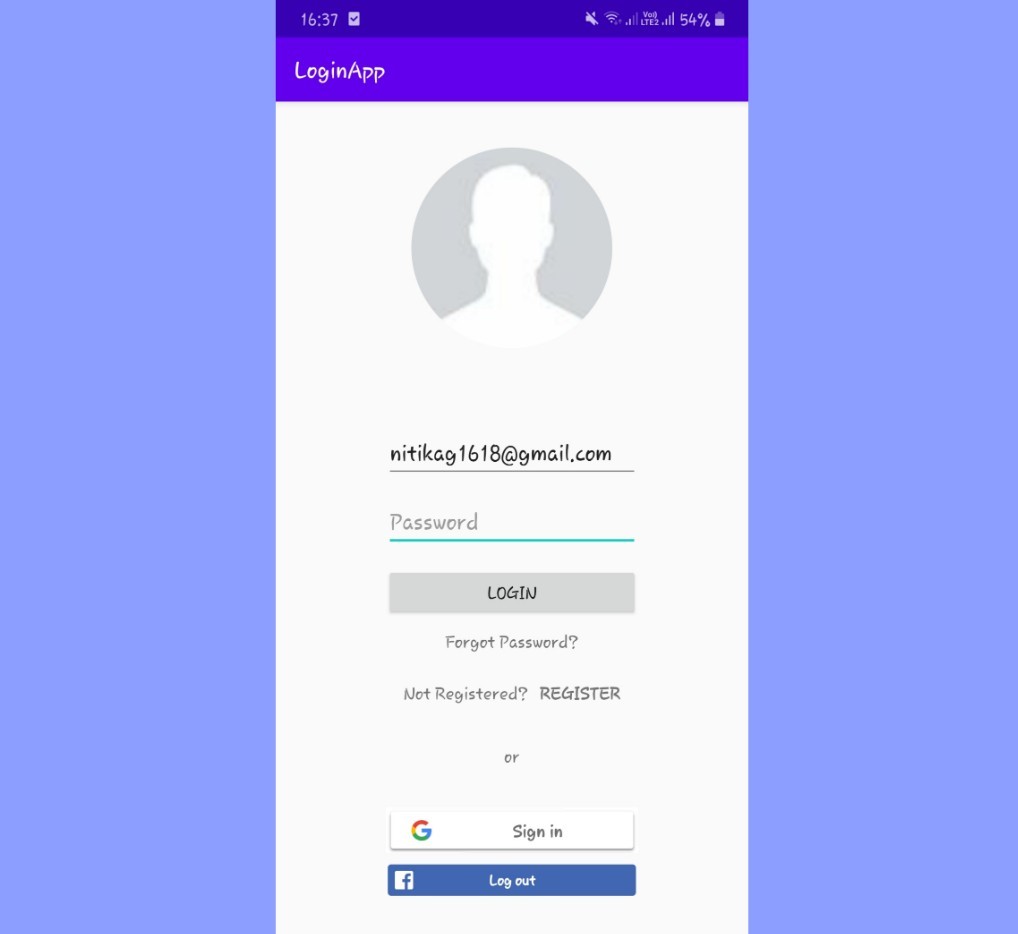 16:37 Vo) LTE2 54%
LoginApp
nitikag1618@gmail.com
Password
LOGIN
Forgot Password?
Not Registered? REGISTER
or
G Sign in
f Log out